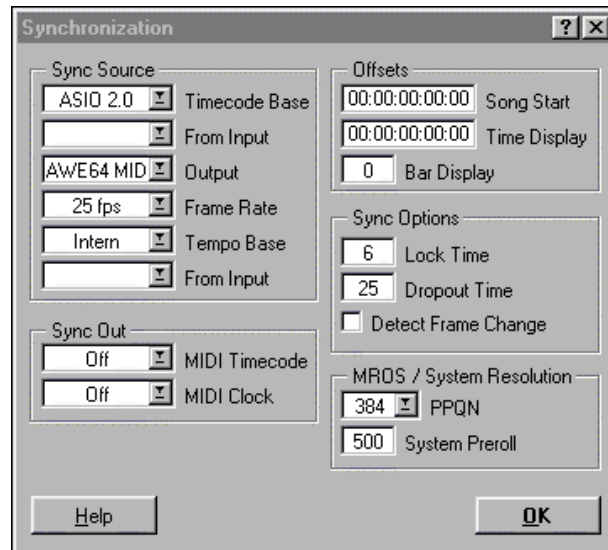 Synchronization
Sync Source
ASIO 2.0 Timecode Base
From Input
AWE64 MID Output
25 fps Frame Rate
Intern Tempo Base
From Input
Sync Out
Off MIDI Timecode
Off MIDI Clock
Offsets
00:00:00:00:00 Song Start
00:00:00:00:00 Time Display
0 Bar Display
Sync Options
6 Lock Time
25 Dropout Time
Detect Frame Change
MROS / System Resolution
384 PPQN
500 System Preroll
Help
OK